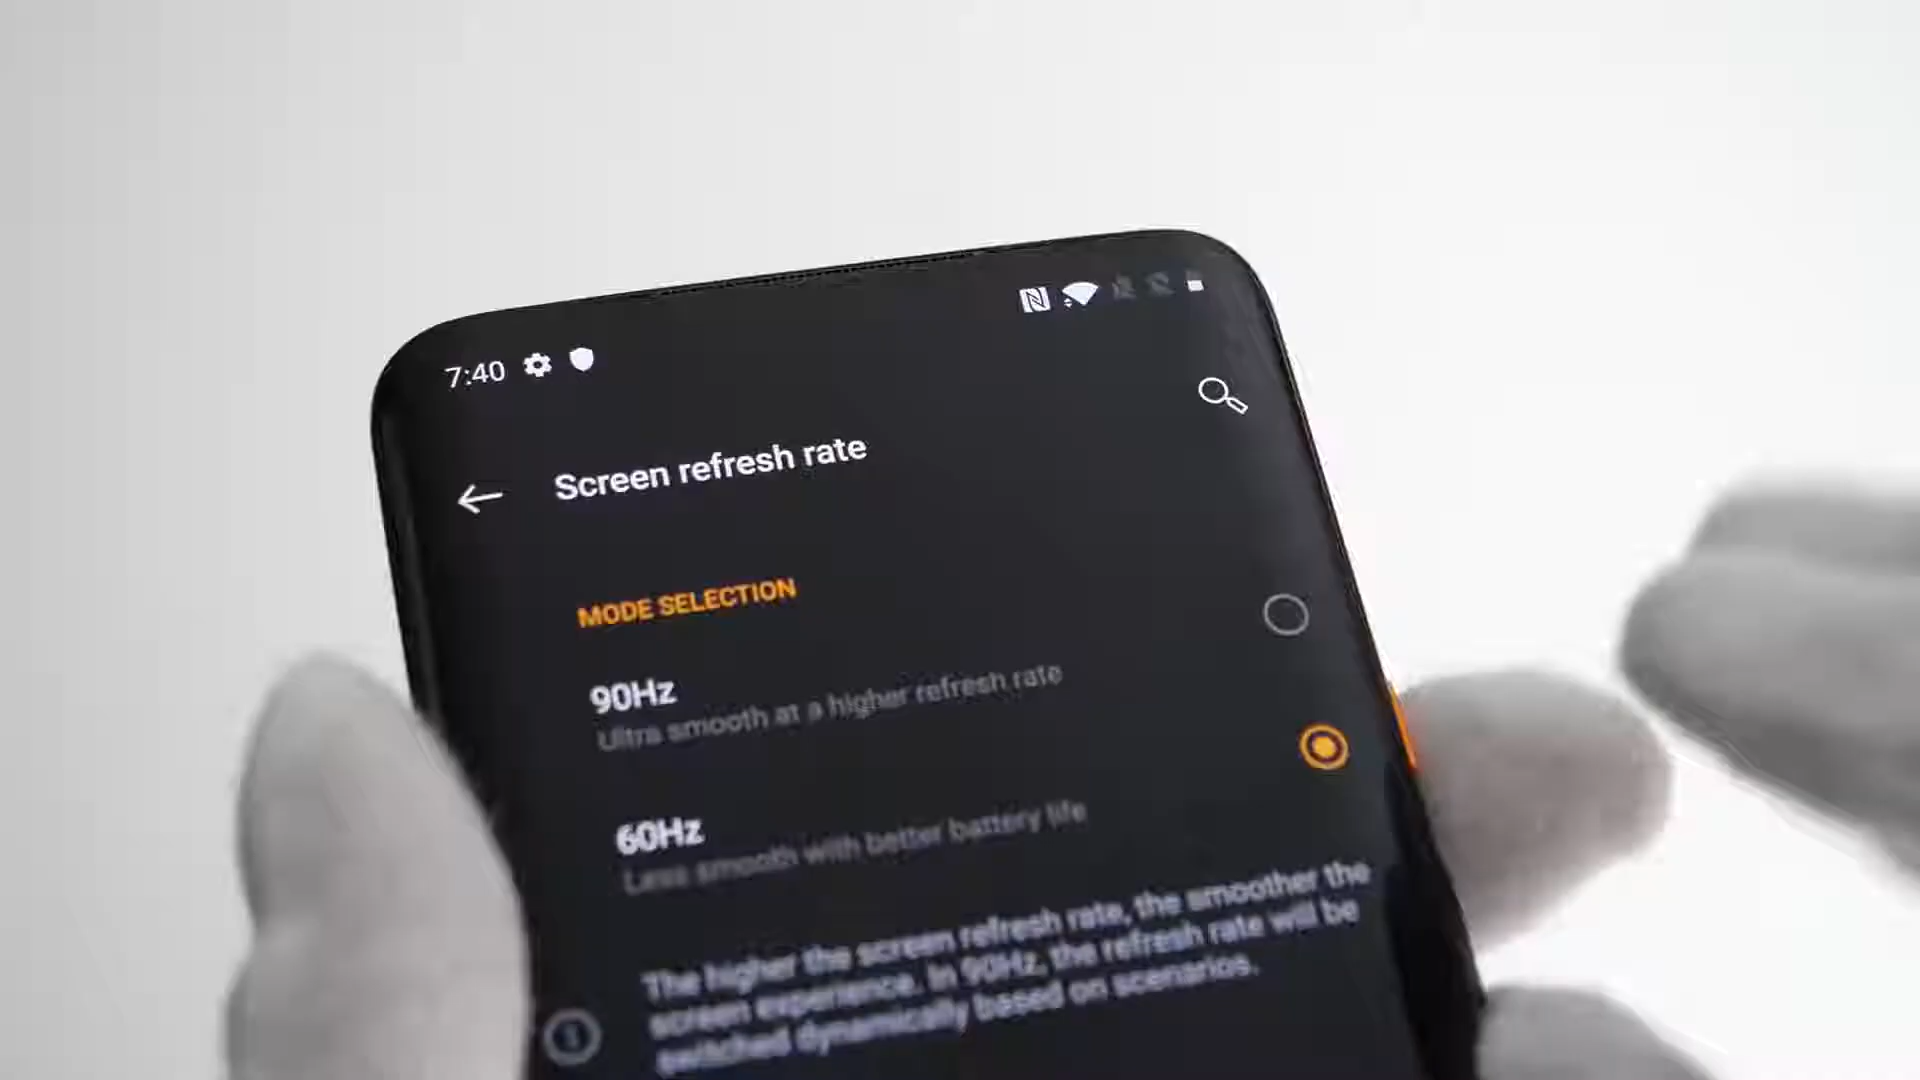 7:40
Screen refresh rate
MODE SELECTION
90Hz
Ultra smooth at a higher refresh rate
60Hz
Less smooth with better battery life
The higher the screen refresh rate, the smoother the
screen experience. In 90Hz, the refresh rate will be
switched dynamically based on scenarios.